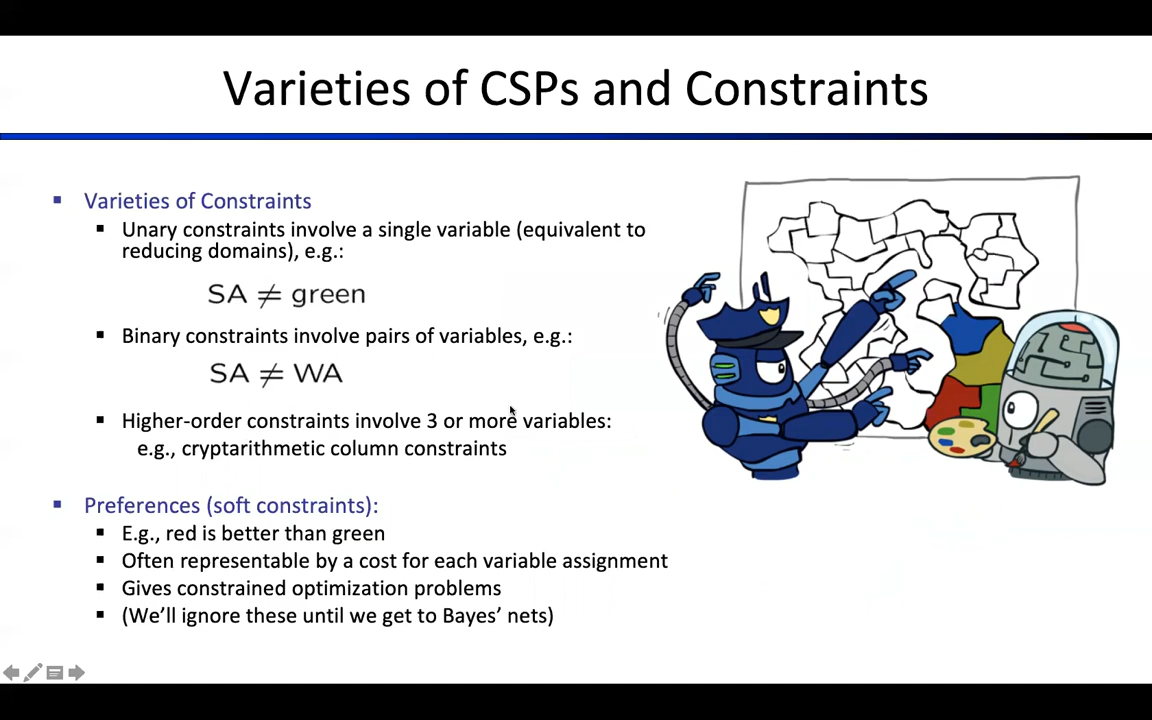 Varieties of CSPs and Constraints
▪ Varieties of Constraints
▪ Unary constraints involve a single variable (equivalent to
reducing domains), e.g.:
SA ≠ green
▪ Binary constraints involve pairs of variables, e.g.:
SA ≠ WA
▪ Higher-order constraints involve 3 or more variables:
e.g., cryptarithmetic column constraints
▪ Preferences (soft constraints):
▪ E.g., red is better than green
▪ Often representable by a cost for each variable assignment
▪ Gives constrained optimization problems
▪ (We’ll ignore these until we get to Bayes’ nets)